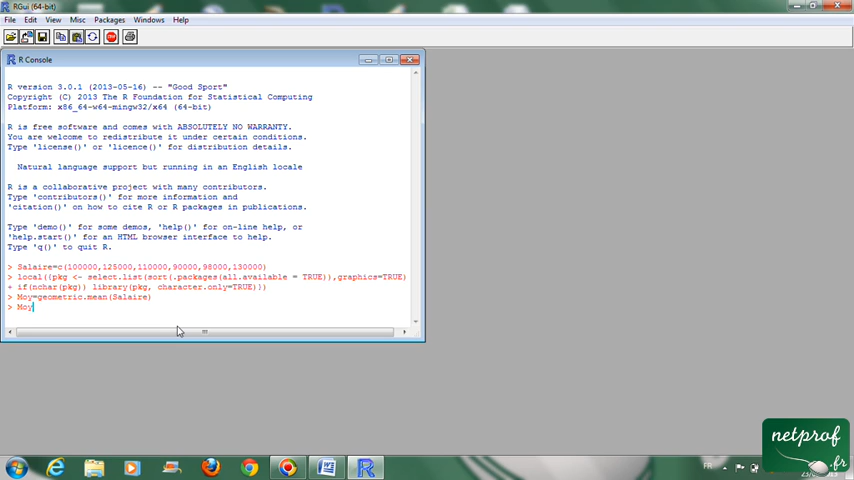 RGui (64-bit)
File Edit View Misc Packages Windows Help
STOP
R Console
R version 3.0.1 (2013-05-16) -- "Good Sport"
Copyright (C) 2013 The R Foundation for Statistical Computing
Platform: x86_64-w64-mingw32/x64 (64-bit)
R is free software and comes with ABSOLUTELY NO WARRANTY.
You are welcome to redistribute it under certain conditions.
Type 'license()' or 'licence()' for distribution details.
Natural language support but running in an English locale
R is a collaborative project with many contributors.
Type 'contributors()' for more information and
'citation()' on how to cite R or R packages in publications.
Type 'demo()' for some demos, 'help()' for on-line help, or
'help.start()' for an HTML browser interface to help.
Type 'q()' to quit R.
> Salaire=c(100000,125000,110000,90000,98000,130000)
> local({pkg <- select.list(sort(.packages(all.available = TRUE)),graphics=TRUE)
+ if(nchar(pkg)) library(pkg, character.only=TRUE)})
> Moy=geometric.mean(Salaire)
> Moy
netprof
.fr
FR